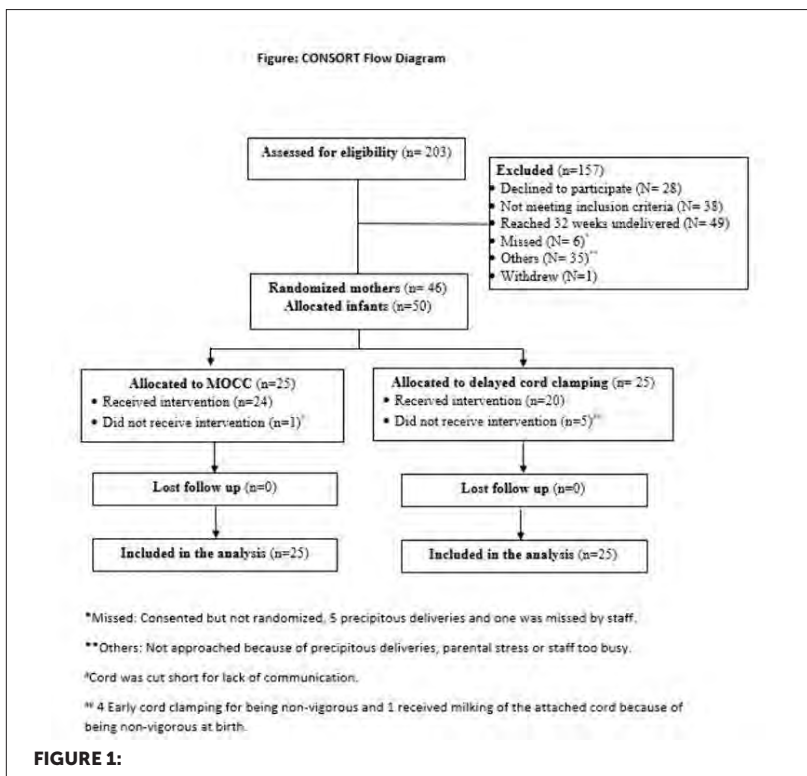 Figure: CONSORT Flow Diagram
Assessed for eligibility (n= 203)
Excluded (n=157)
• Declined to participate (N= 28)
• Not meeting inclusion criteria (N= 38)
• Reached 32 weeks undelivered (N= 49)
• Missed (N= 6)*
• Others (N= 35)**
• Withdrew (N=1)
Randomized mothers (n= 46)
Allocated infants (n=50)
Allocated to MOCC (n=25)
• Received intervention (n=24)
• Did not receive intervention (n=1)#
Allocated to delayed cord clamping (n= 25)
• Received intervention (n=20)
• Did not receive intervention (n=5)##
Lost follow up (n=0)
Lost follow up (n=0)
Included in the analysis (n=25)
Included in the analysis (n=25)
*Missed: Consented but not randomized, 5 precipitous deliveries and one was missed by staff.
**Others: Not approached because of precipitous deliveries, parental stress or staff too busy.
#Cord was cut short for lack of communication.
## 4 Early cord clamping for being non-vigorous and 1 received milking of the attached cord because of
being non-vigorous at birth.
FIGURE 1: